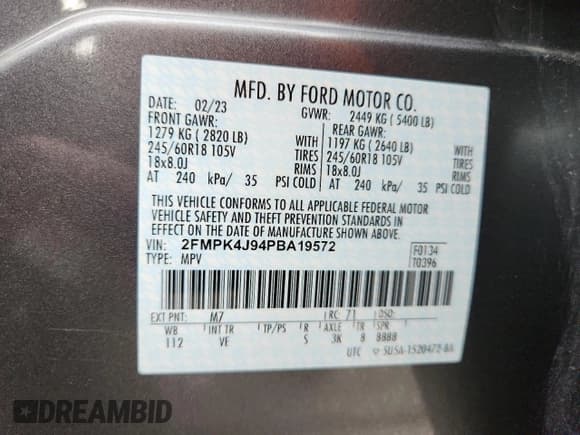 MFD. BY FORD MOTOR CO.
DATE: 02/23 GVWR: 2449 KG ( 5400 LB)
FRONT GAWR: REAR GAWR:
1279 KG ( 2820 LB) WITH 1197 KG ( 2640 LB) WITH
245/60R18 105V TIRES 245/60R18 105V TIRES
18x8.0J RIMS 18x8.0J RIMS
AT 240 kPa/ 35 PSI COLD AT 240 kPa/ 35 PSI COLD
THIS VEHICLE CONFORMS TO ALL APPLICABLE FEDERAL MOTOR
VEHICLE SAFETY AND THEFT PREVENTION STANDARDS IN
EFFECT ON THE DATE OF MANUFACTURE SHOWN ABOVE.
VIN: 2FMPK4J94PBA19572 F0134
TYPE: MPV T0396
EXT PNT: M7 RC: 71 DSO:
WB INT TR TP/PS R AXLE TR SPR
112 VE S 3K 8 8888
UTC 5U5A-1520472-BA
DREAMBID